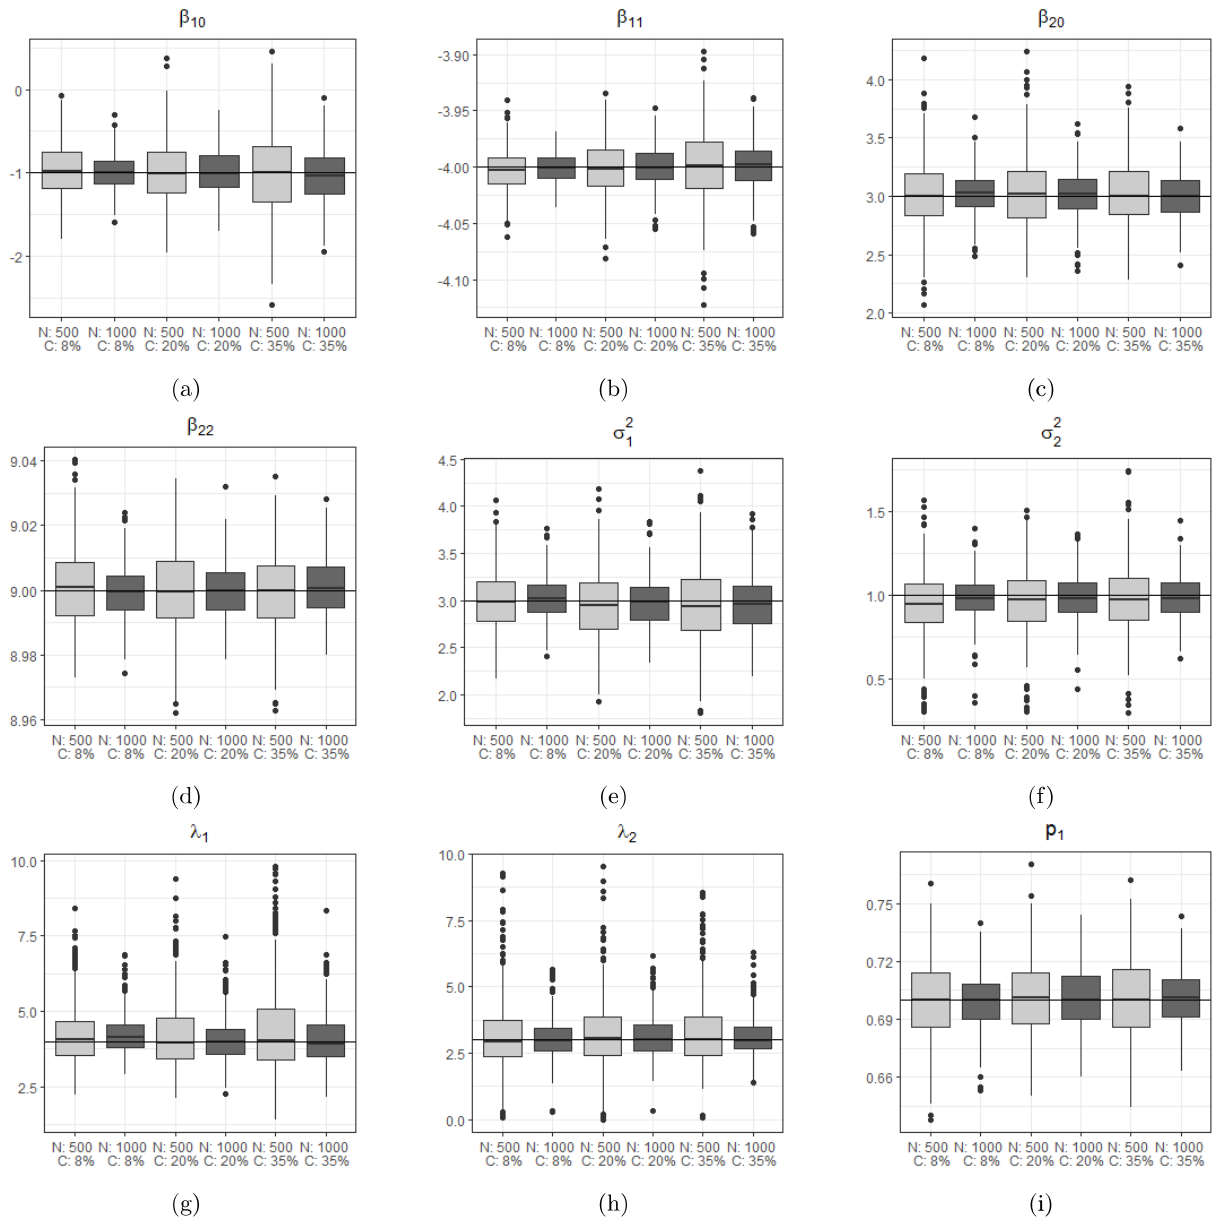 β10 β11 β20
0
-1
-2
-3.90
-3.95
-4.00
-4.05
-4.10
4.0
3.5
3.0
2.5
2.0
N: 500 N: 1000 N: 500 N: 1000 N: 500 N: 1000
C: 8% C: 8% C: 20% C: 20% C: 35% C: 35%
N: 500 N: 1000 N: 500 N: 1000 N: 500 N: 1000
C: 8% C: 8% C: 20% C: 20% C: 35% C: 35%
N: 500 N: 1000 N: 500 N: 1000 N: 500 N: 1000
C: 8% C: 8% C: 20% C: 20% C: 35% C: 35%
(a) (b) (c)
β22 σ²1 σ²2
9.04
9.02
9.00
8.98
8.96
4.5
4.0
3.5
3.0
2.5
2.0
1.5
1.0
0.5
N: 500 N: 1000 N: 500 N: 1000 N: 500 N: 1000
C: 8% C: 8% C: 20% C: 20% C: 35% C: 35%
N: 500 N: 1000 N: 500 N: 1000 N: 500 N: 1000
C: 8% C: 8% C: 20% C: 20% C: 35% C: 35%
N: 500 N: 1000 N: 500 N: 1000 N: 500 N: 1000
C: 8% C: 8% C: 20% C: 20% C: 35% C: 35%
(d) (e) (f)
λ1 λ2 p1
10.0
7.5
5.0
2.5
10.0
7.5
5.0
2.5
0.0
0.75
0.72
0.69
0.66
N: 500 N: 1000 N: 500 N: 1000 N: 500 N: 1000
C: 8% C: 8% C: 20% C: 20% C: 35% C: 35%
N: 500 N: 1000 N: 500 N: 1000 N: 500 N: 1000
C: 8% C: 8% C: 20% C: 20% C: 35% C: 35%
N: 500 N: 1000 N: 500 N: 1000 N: 500 N: 1000
C: 8% C: 8% C: 20% C: 20% C: 35% C: 35%
(g) (h) (i)